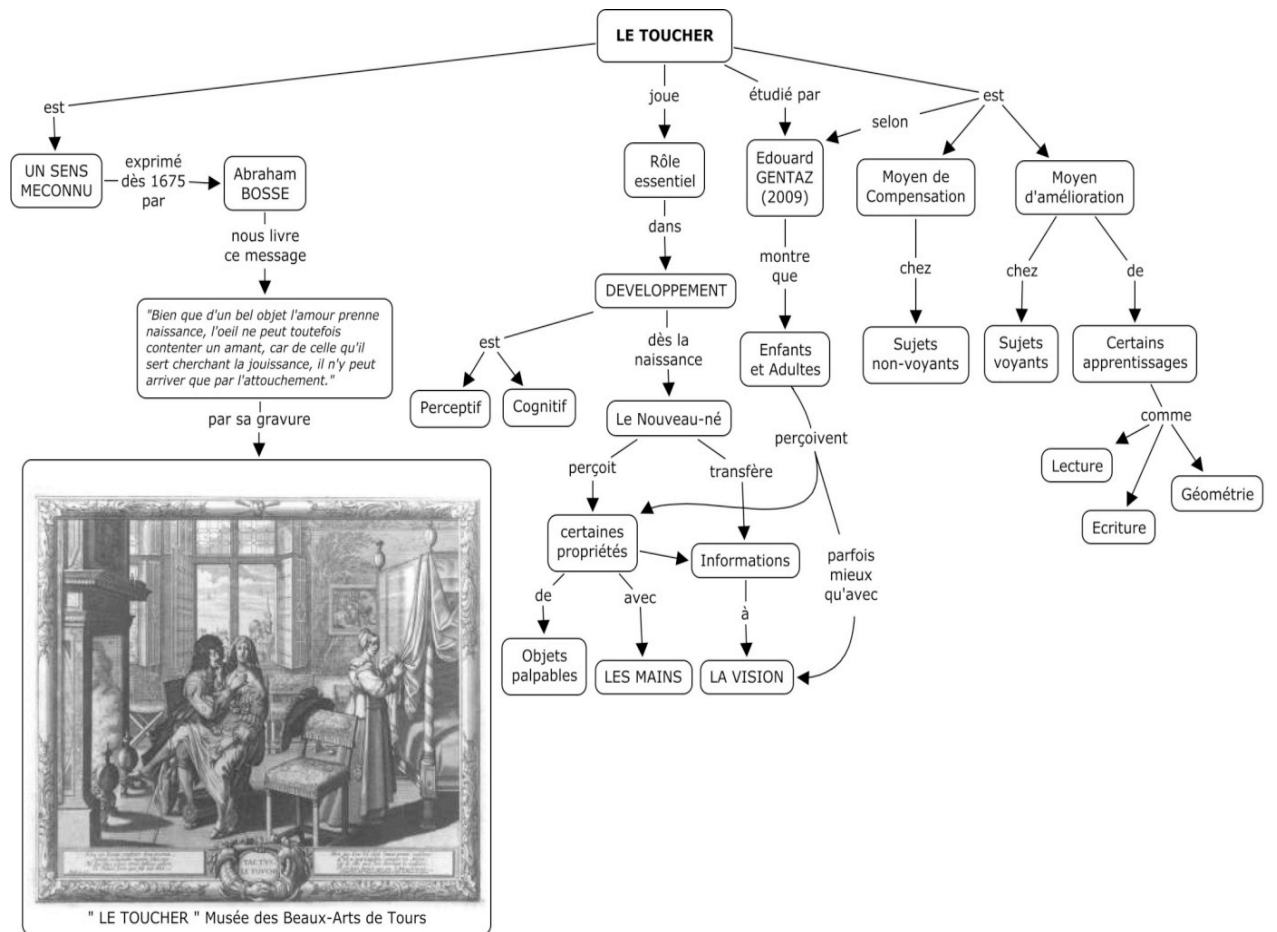 LE TOUCHER
est
UN SENS
MECONNU
exprimé
dès 1675
par
Abraham
BOSSE
nous livre
ce message
"Bien que d'un bel objet l'amour prenne
naissance, l'oeil ne peut toutefois
contenter un amant, car de celle qu'il
sert cherchant la jouissance, il n'y peut
arriver que par l'attouchement."
par sa gravure
TACTVS
LE TOVCHER
" LE TOUCHER " Musée des Beaux-Arts de Tours
joue
Rôle
essentiel
dans
DEVELOPPEMENT
est
Perceptif
Cognitif
dès la
naissance
Le Nouveau-né
perçoit
certaines
propriétés
de
Objets
palpables
avec
LES MAINS
transfère
Informations
à
LA VISION
étudié par
Edouard
GENTAZ
(2009)
montre
que
Enfants
et Adultes
perçoivent
parfois
mieux
qu'avec
est
selon
Moyen de
Compensation
chez
Sujets
non-voyants
Moyen
d'amélioration
chez
Sujets
voyants
de
Certains
apprentissages
comme
Lecture
Ecriture
Géométrie